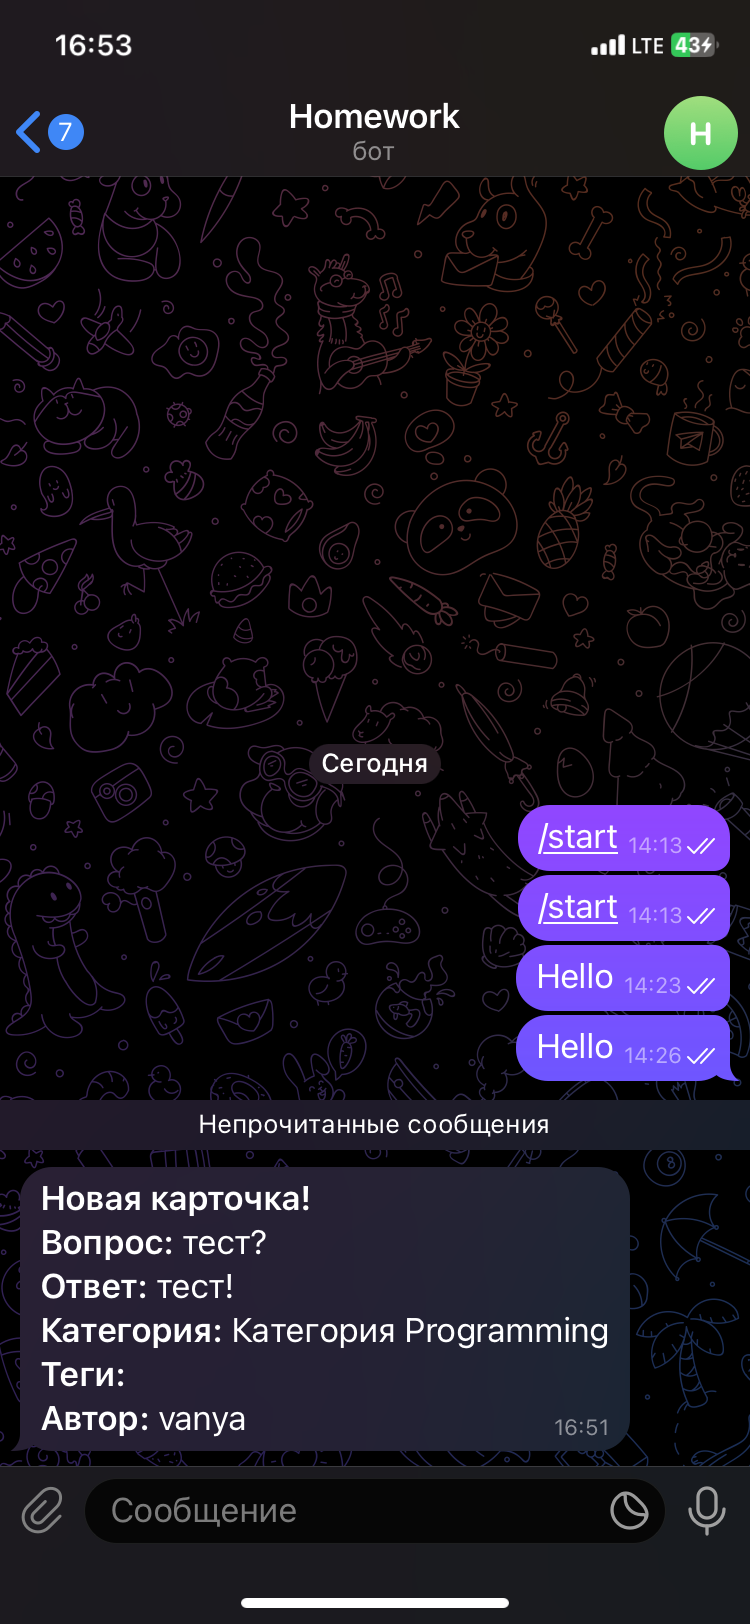 16:53
LTE 43
7
Homework
бот
H
Сегодня
/start 14:13
/start 14:13
Hello 14:23
Hello 14:26
Непрочитанные сообщения
Новая карточка!
Вопрос: тест?
Ответ: тест!
Категория: Категория Programming
Теги:
Автор: vanya
16:51
Сообщение